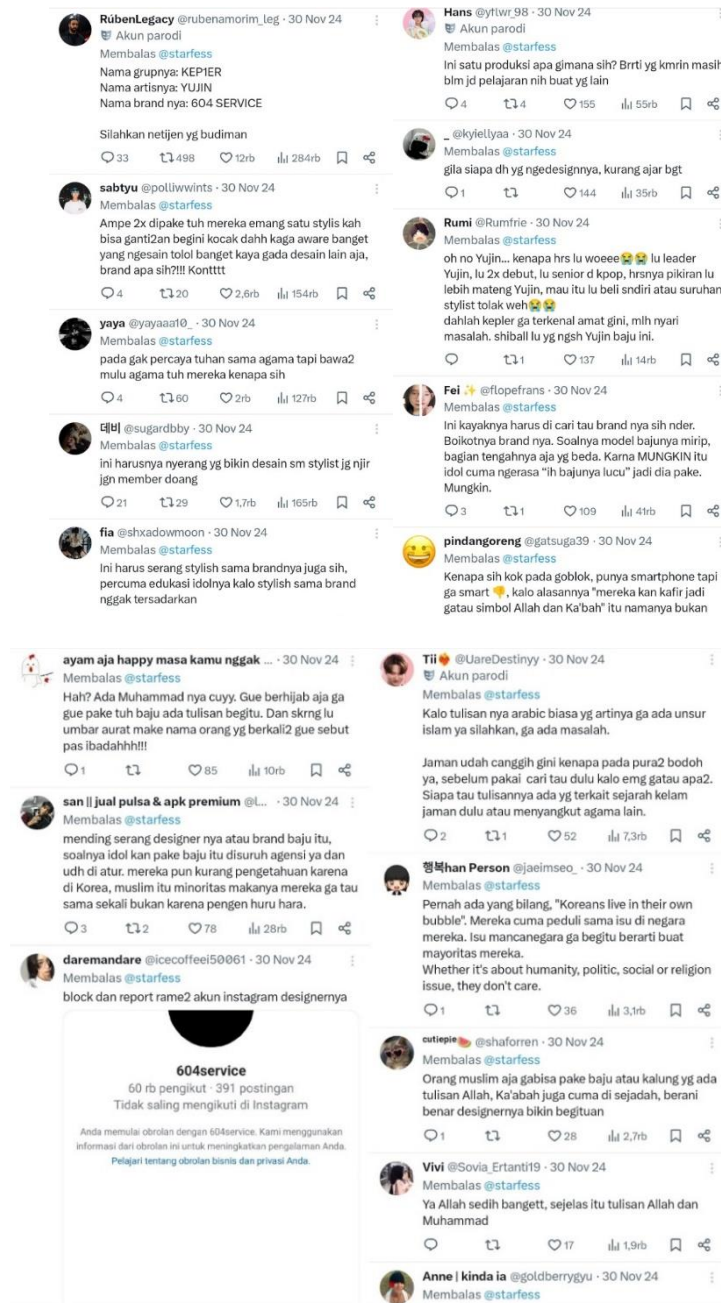 RúbenLegacy @rubenamorim_leg · 30 Nov 24
Akun parodi
Membalas @starfess
Nama grupnya: KEP1ER
Nama artisnya: YUJIN
Nama brand nya: 604 SERVICE
Silahkan netijen yg budiman
33 498 12rb 284rb
sabtyu @polliwwints · 30 Nov 24
Membalas @starfess
Ampe 2x dipake tuh mereka emang satu stylis kah
bisa ganti2an begini kocak dahh kaga aware banget
yang ngesain tolol banget kaya gada desain lain aja,
brand apa sih?!!! Kontttt
4 20 2,6rb 154rb
yaya @yayaaa10_ · 30 Nov 24
Membalas @starfess
pada gak percaya tuhan sama agama tapi bawa2
mulu agama tuh mereka kenapa sih
4 60 2rb 127rb
데비 @sugardbby · 30 Nov 24
Membalas @starfess
ini harusnya nyerang yg bikin desain sm stylist jg njir
jgn member doang
21 29 1,7rb 165rb
fia @shxadowmoon · 30 Nov 24
Membalas @starfess
Ini harus serang stylish sama brandnya juga sih,
percuma edukasi idolnya kalo stylish sama brand
nggak tersadarkan
Hans @yflwr_98 · 30 Nov 24
Akun parodi
Membalas @starfess
Ini satu produksi apa gimana sih? Brrti yg kmrin masih
blm jd pelajaran nih buat yg lain
4 4 155 55rb
_ @kyiellyaa · 30 Nov 24
Membalas @starfess
gila siapa dh yg ngedesignnya, kurang ajar bgt
1 144 35rb
Rumi @Rumfrie · 30 Nov 24
Membalas @starfess
oh no Yujin... kenapa hrs lu woeee😭😭 lu leader
Yujin, lu 2x debut, lu senior d kpop, hrsnya pikiran lu
lebih mateng Yujin, mau itu lu beli sndiri atau suruhan
stylist tolak weh😭😭
dahlah kepler ga terkenal amat gini, mlh nyari
masalah. shiball lu yg ngsh Yujin baju ini.
1 137 14rb
Fei ✨ @flopefrans · 30 Nov 24
Membalas @starfess
Ini kayaknya harus di cari tau brand nya sih nder.
Boikotnya brand nya. Soalnya model bajunya mirip,
bagian tengahnya aja yg beda. Karna MUNGKIN itu
idol cuma ngerasa “ih bajunya lucu” jadi dia pake.
Mungkin.
3 1 109 41rb
pindangoreng @gatsuga39 · 30 Nov 24
Membalas @starfess
Kenapa sih kok pada goblok, punya smartphone tapi
ga smart 👎, kalo alasannya "mereka kan kafir jadi
gatau simbol Allah dan Ka'bah" itu namanya bukan
ayam aja happy masa kamu nggak ... · 30 Nov 24
Membalas @starfess
Hah? Ada Muhammad nya cuyy. Gue berhijab aja ga
gue pake tuh baju ada tulisan begitu. Dan skrng lu
umbar aurat make nama orang yg berkali2 gue sebut
pas ibadahhh!!!
1 85 10rb
san || jual pulsa & apk premium @l... · 30 Nov 24
Membalas @starfess
mending serang designer nya atau brand baju itu,
soalnya idol kan pake baju itu disuruh agensi ya dan
udh di atur. mereka pun kurang pengetahuan karena
di Korea, muslim itu minoritas makanya mereka ga tau
sama sekali bukan karena pengen huru hara.
3 2 78 28rb
daremandare @icecoffeei50061 · 30 Nov 24
Membalas @starfess
block dan report rame2 akun instagram designernya
604service
60 rb pengikut · 391 postingan
Tidak saling mengikuti di Instagram
Anda memulai obrolan dengan 604service. Kami menggunakan
informasi dari obrolan ini untuk meningkatkan pengalaman Anda.
Pelajari tentang obrolan bisnis dan privasi Anda.
Tii❤️‍🔥 @UareDestinyy · 30 Nov 24
Akun parodi
Membalas @starfess
Kalo tulisan nya arabic biasa yg artinya ga ada unsur
islam ya silahkan, ga ada masalah.
Jaman udah canggih gini kenapa pada pura2 bodoh
ya, sebelum pakai cari tau dulu kalo emg gatau apa2.
Siapa tau tulisannya ada yg terkait sejarah kelam
jaman dulu atau menyangkut agama lain.
2 1 52 7,3rb
행복han Person @jaeimseo_ · 30 Nov 24
Membalas @starfess
Pernah ada yang bilang, "Koreans live in their own
bubble". Mereka cuma peduli sama isu di negara
mereka. Isu mancanegara ga begitu berarti buat
mayoritas mereka.
Whether it's about humanity, politic, social or religion
issue, they don't care.
1 36 3,1rb
cutiepie🍉 @shaforren · 30 Nov 24
Membalas @starfess
Orang muslim aja gabisa pake baju atau kalung yg ada
tulisan Allah, Ka'abah juga cuma di sejadah, berani
benar designernya bikin begituan
1 28 2,7rb
Vivi @Sovia_Ertanti19 · 30 Nov 24
Membalas @starfess
Ya Allah sedih bangett, sejelas itu tulisan Allah dan
Muhammad
17 1,9rb
Anne | kinda ia @goldberrygyu · 30 Nov 24
Membalas @starfess